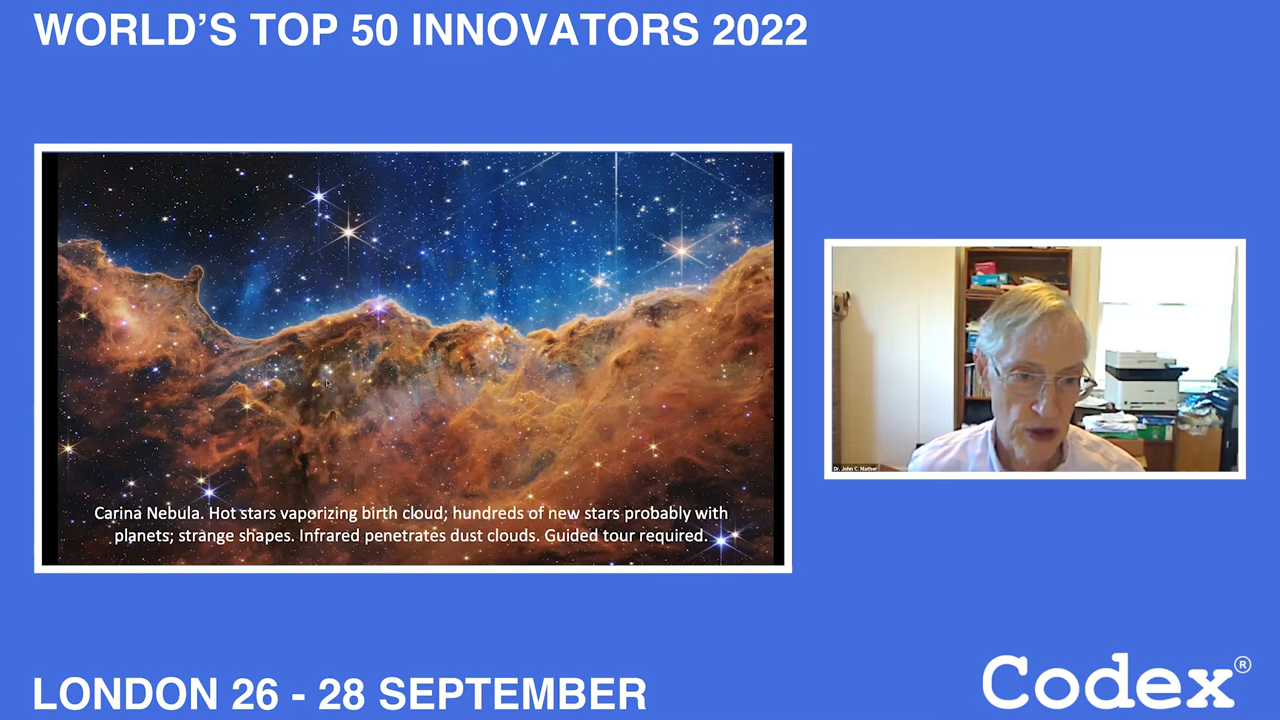 WORLD’S TOP 50 INNOVATORS 2022
Carina Nebula. Hot stars vaporizing birth cloud; hundreds of new stars probably with
planets; strange shapes. Infrared penetrates dust clouds. Guided tour required.
Dr. John C. Mather
LONDON 26 - 28 SEPTEMBER
Codex®